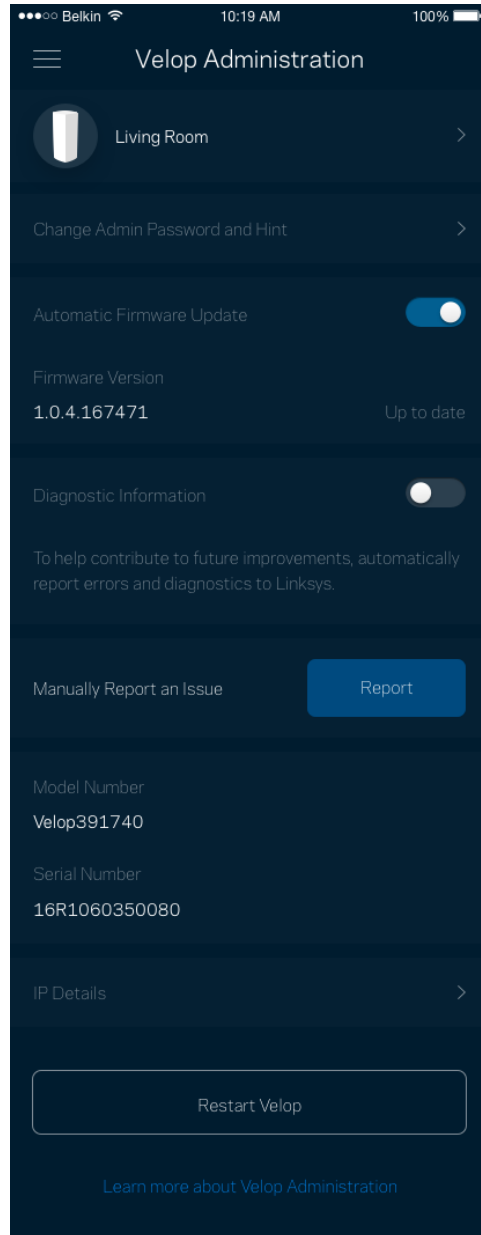 Belkin 10:19 AM 100%
Velop Administration
Living Room
Change Admin Password and Hint
Automatic Firmware Update
Firmware Version
1.0.4.167471 Up to date
Diagnostic Information
To help contribute to future improvements, automatically
report errors and diagnostics to Linksys.
Manually Report an Issue Report
Model Number
Velop391740
Serial Number
16R1060350080
IP Details
Restart Velop
Learn more about Velop Administration